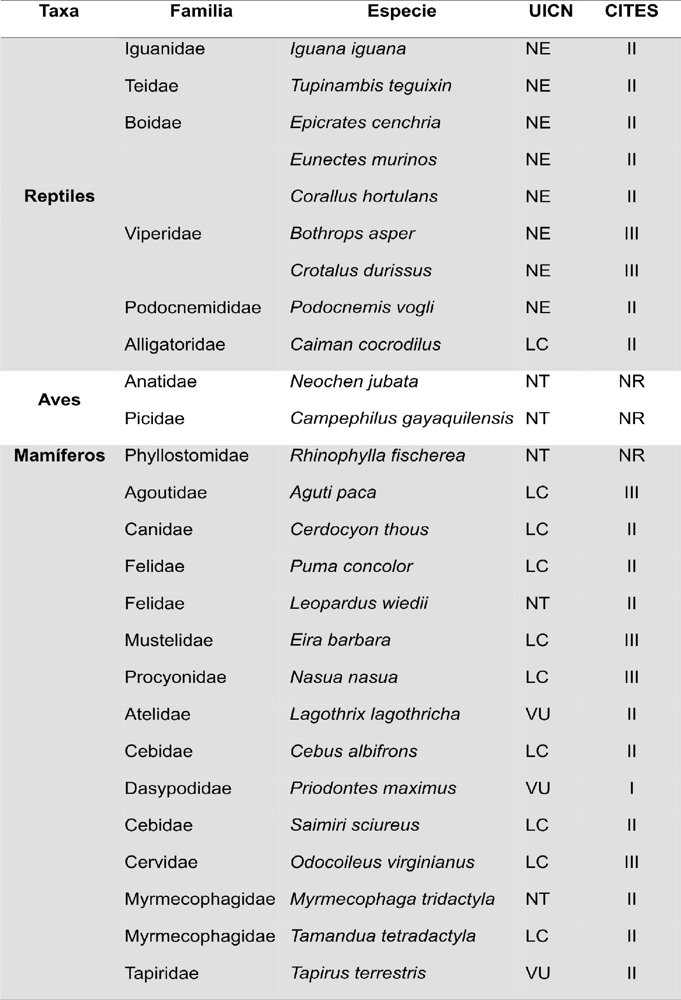 Taxa Familia Especie UICN CITES
Iguanidae Iguana iguana NE II
Teidae Tupinambis teguixin NE II
Boidae Epicrates cenchria NE II
Eunectes murinos NE II
Reptiles Corallus hortulans NE II
Viperidae Bothrops asper NE III
Crotalus durissus NE III
Podocnemididae Podocnemis vogli NE II
Alligatoridae Caiman cocrodilus LC II
Anatidae Neochen jubata NT NR
Aves
Picidae Campephilus gayaquilensis NT NR
Mamíferos Phyllostomidae Rhinophylla fischerea NT NR
Agoutidae Aguti paca LC III
Canidae Cerdocyon thous LC II
Felidae Puma concolor LC II
Felidae Leopardus wiedii NT II
Mustelidae Eira barbara LC III
Procyonidae Nasua nasua LC III
Atelidae Lagothrix lagothricha VU II
Cebidae Cebus albifrons LC II
Dasypodidae Priodontes maximus VU I
Cebidae Saimiri sciureus LC II
Cervidae Odocoileus virginianus LC III
Myrmecophagidae Myrmecophaga tridactyla NT II
Myrmecophagidae Tamandua tetradactyla LC II
Tapiridae Tapirus terrestris VU II